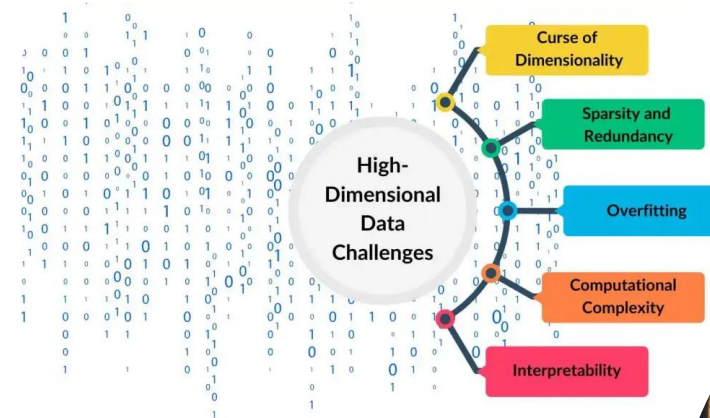 High-
Dimensional
Data
Challenges
Curse of
Dimensionality
Sparsity and
Redundancy
Overfitting
Computational
Complexity
Interpretability